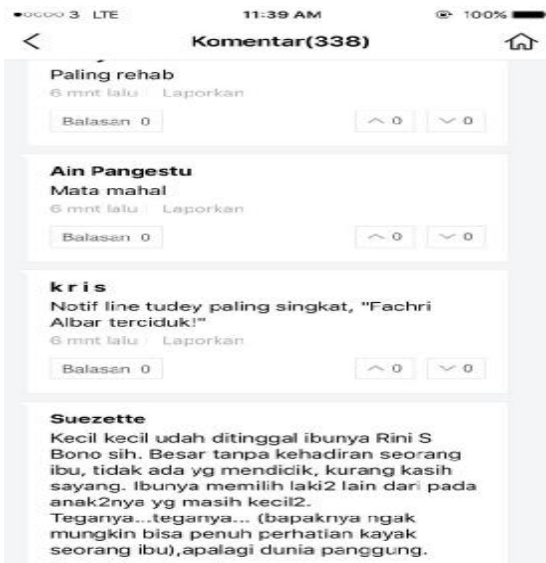 3 LTE 11:39 AM 100%
Komentar(338)
Paling rehab
6 mnt lalu Laporkan
Balasan 0 0 0
Ain Pangestu
Mata mahal
6 mnt lalu Laporkan
Balasan 0 0 0
k r i s
Notif line tudey paling singkat, "Fachri
Albar terciduk!"
6 mnt lalu Laporkan
Balasan 0 0 0
Suezette
Kecil kecil udah ditinggal ibunya Rini S
Bono sih. Besar tanpa kehadiran seorang
ibu, tidak ada yg mendidik, kurang kasih
sayang. Ibunya memilih laki2 lain dari pada
anak2nya yg masih kecil2.
Teganya...teganya... (bapaknya ngak
mungkin bisa penuh perhatian kayak
seorang ibu),apalagi dunia panggung.